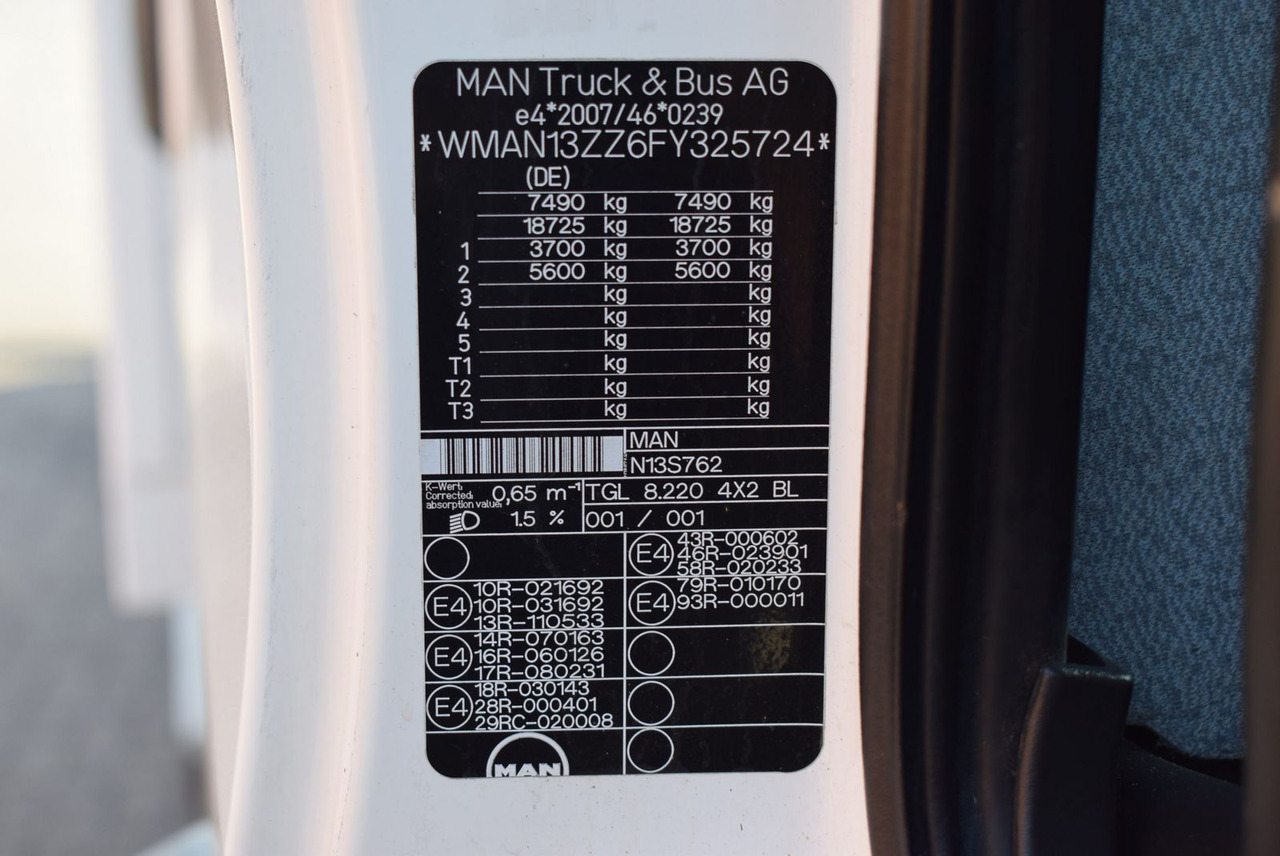 MAN Truck & Bus AG
e4*2007/46*0239
*WMAN13ZZ6FY325724*
(DE)
7490 kg 7490 kg
18725 kg 18725 kg
1 3700 kg 3700 kg
2 5600 kg 5600 kg
3 kg kg
4 kg kg
5 kg kg
T1 kg kg
T2 kg kg
T3 kg kg
MAN
N13S762
K-Wert:
Corrected
absorption value: 0,65 m⁻¹
TGL 8.220 4X2 BL
1.5 %
001 / 001
E4
43R-000602
46R-023901
58R-020233
E4
10R-021692
10R-031692
13R-110533
E4
79R-010170
93R-000011
E4
14R-070163
16R-060126
17R-080231
E4
18R-030143
28R-000401
29RC-020008
MAN